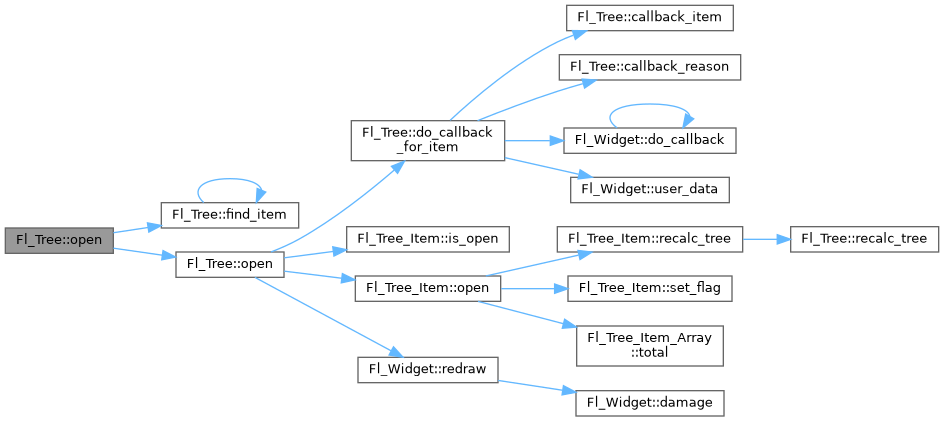 Fl_Tree::open
Fl_Tree::find_item
Fl_Tree::open
Fl_Tree::do_callback
_for_item
Fl_Tree::callback_item
Fl_Tree::callback_reason
Fl_Widget::do_callback
Fl_Widget::user_data
Fl_Tree_Item::is_open
Fl_Tree_Item::open
Fl_Tree_Item::recalc_tree
Fl_Tree::recalc_tree
Fl_Tree_Item::set_flag
Fl_Tree_Item_Array
::total
Fl_Widget::redraw
Fl_Widget::damage